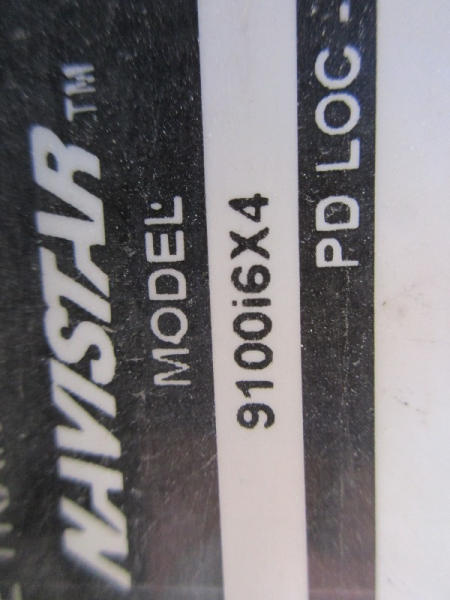 NAVISTAR™
MODEL
9100i6X4
PD LOC -